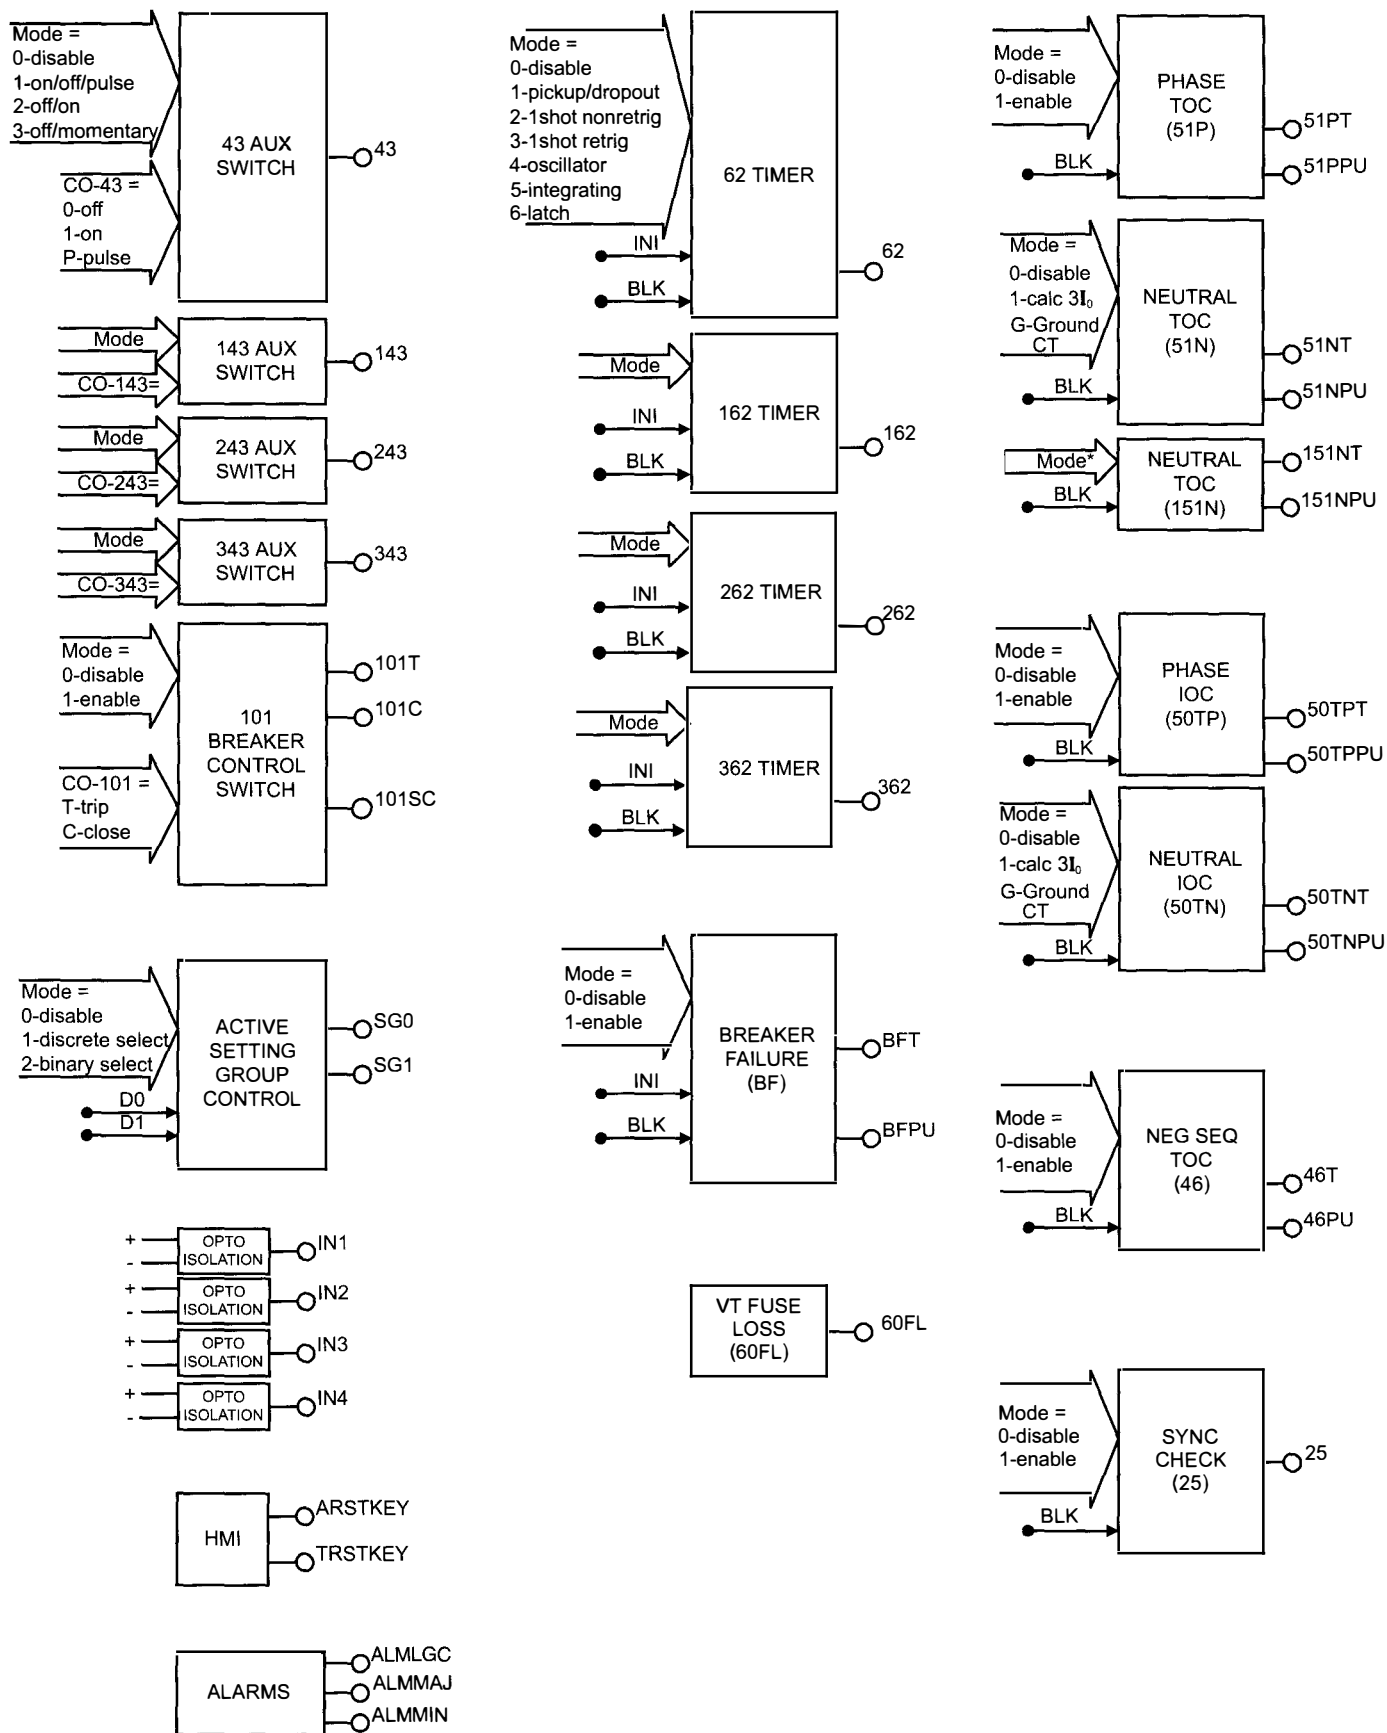 Mode =
0-disable
1-on/off/pulse
2-off/on
3-off/momentary
CO-43 =
0-off
1-on
P-pulse
43 AUX
SWITCH
43
Mode
CO-143=
143 AUX
SWITCH
143
Mode
CO-243=
243 AUX
SWITCH
243
Mode
CO-343=
343 AUX
SWITCH
343
Mode =
0-disable
1-enable
CO-101 =
T-trip
C-close
101
BREAKER
CONTROL
SWITCH
101T
101C
101SC
Mode =
0-disable
1-discrete select
2-binary select
D0
D1
ACTIVE
SETTING
GROUP
CONTROL
SG0
SG1
+
-
OPTO
ISOLATION
IN1
+
-
OPTO
ISOLATION
IN2
+
-
OPTO
ISOLATION
IN3
+
-
OPTO
ISOLATION
IN4
HMI
ARSTKEY
TRSTKEY
ALARMS
ALMLGC
ALMMAJ
ALMMIN
Mode =
0-disable
1-pickup/dropout
2-1shot nonretrig
3-1shot retrig
4-oscillator
5-integrating
6-latch
INI
BLK
62 TIMER
62
Mode
INI
BLK
162 TIMER
162
Mode
INI
BLK
262 TIMER
262
Mode
INI
BLK
362 TIMER
362
Mode =
0-disable
1-enable
INI
BLK
BREAKER
FAILURE
(BF)
BFT
BFPU
VT FUSE
LOSS
(60FL)
60FL
Mode =
0-disable
1-enable
BLK
PHASE
TOC
(51P)
51PT
51PPU
Mode =
0-disable
1-calc 3I₀
G-Ground
CT
BLK
NEUTRAL
TOC
(51N)
51NT
51NPU
Mode*
BLK
NEUTRAL
TOC
(151N)
151NT
151NPU
Mode =
0-disable
1-enable
BLK
PHASE
IOC
(50TP)
50TPT
50TPPU
Mode =
0-disable
1-calc 3I₀
G-Ground
CT
BLK
NEUTRAL
IOC
(50TN)
50TNT
50TNPU
Mode =
0-disable
1-enable
BLK
NEG SEQ
TOC
(46)
46T
46PU
Mode =
0-disable
1-enable
BLK
SYNC
CHECK
(25)
25